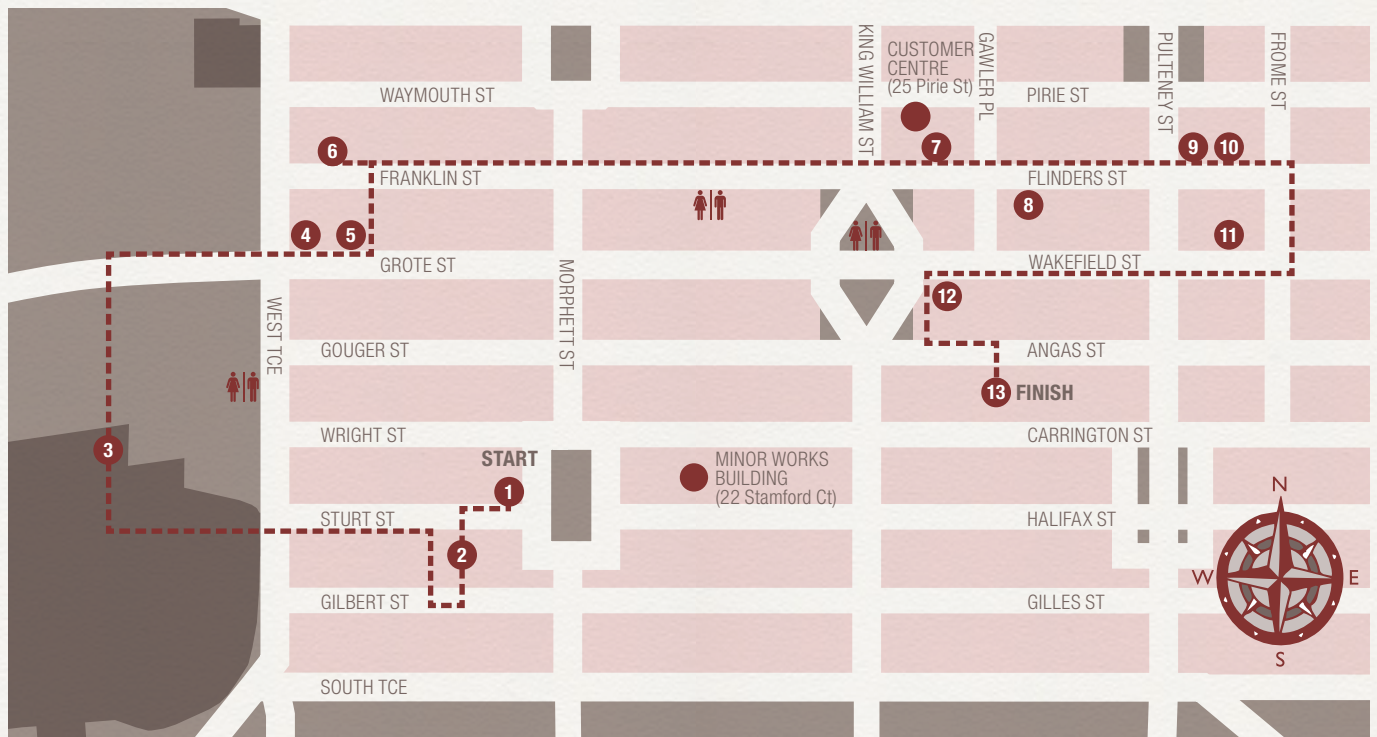 KING WILLIAM ST
CUSTOMER
CENTRE
(25 Pirie St)
GAWLER PL
PULTENEY ST
FROME ST
WAYMOUTH ST
PIRIE ST
6
7
9
10
FRANKLIN ST
FLINDERS ST
8
4
5
11
GROTE ST
WAKEFIELD ST
WEST TCE
MORPHETT ST
12
GOUGER ST
ANGAS ST
13
FINISH
3
WRIGHT ST
CARRINGTON ST
START
1
MINOR WORKS
BUILDING
(22 Stamford Ct)
STURT ST
HALIFAX ST
2
GILBERT ST
GILLES ST
SOUTH TCE
N
W
E
S